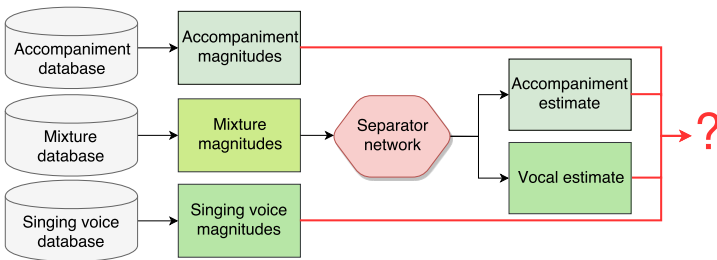 Accompaniment
database
Accompaniment
magnitudes
Accompaniment
estimate
Mixture
database
Mixture
magnitudes
Separator
network
?
Vocal estimate
Singing voice
database
Singing voice
magnitudes